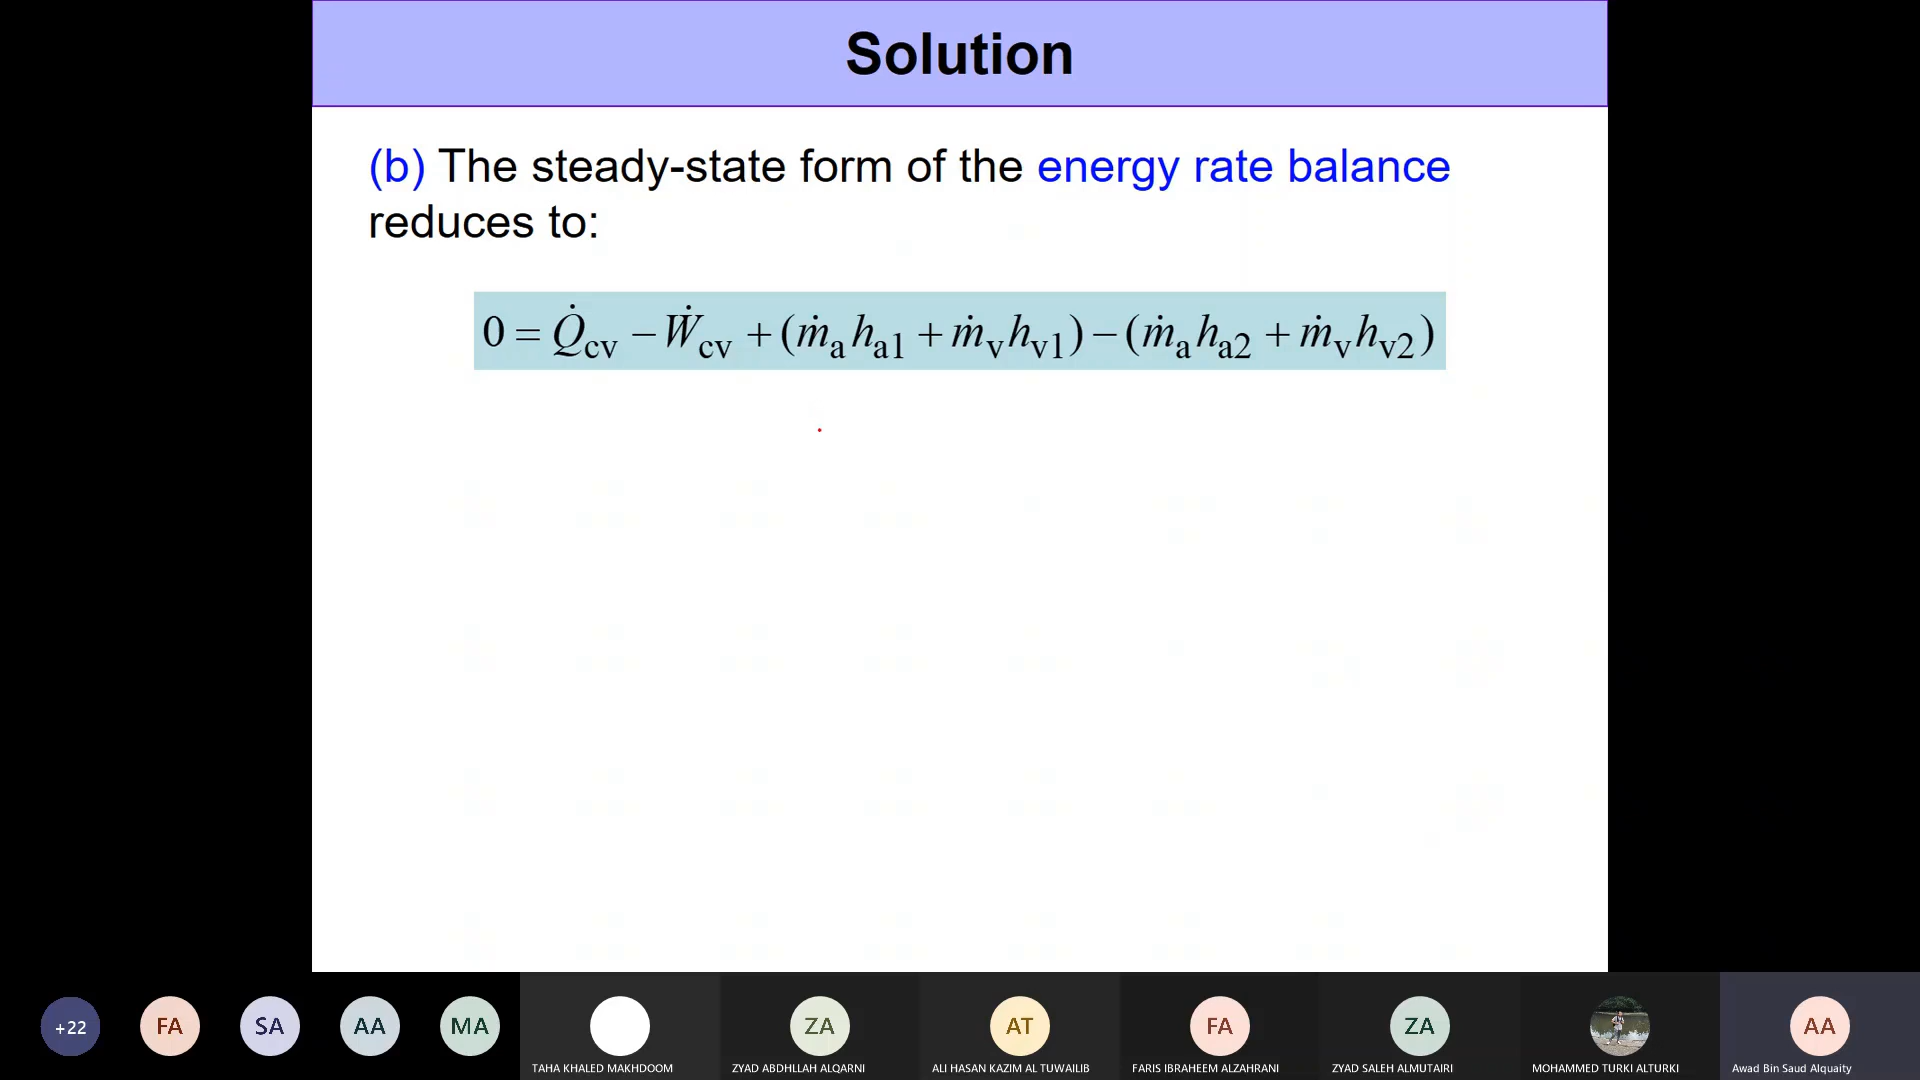 Solution
(b) The steady-state form of the energy rate balance
reduces to:
0 = Q̇cv − Ẇcv + (ṁa ha1 + ṁv hv1) − (ṁa ha2 + ṁv hv2)
+22
FA
SA
AA
MA
ZA
AT
FA
ZA
AA
TAHA KHALED MAKHDOOM
ZYAD ABDHLLAH ALQARNI
ALI HASAN KAZIM AL TUWAILIB
FARIS IBRAHEEM ALZAHRANI
ZYAD SALEH ALMUTAIRI
MOHAMMED TURKI ALTURKI
Awad Bin Saud Alquaity